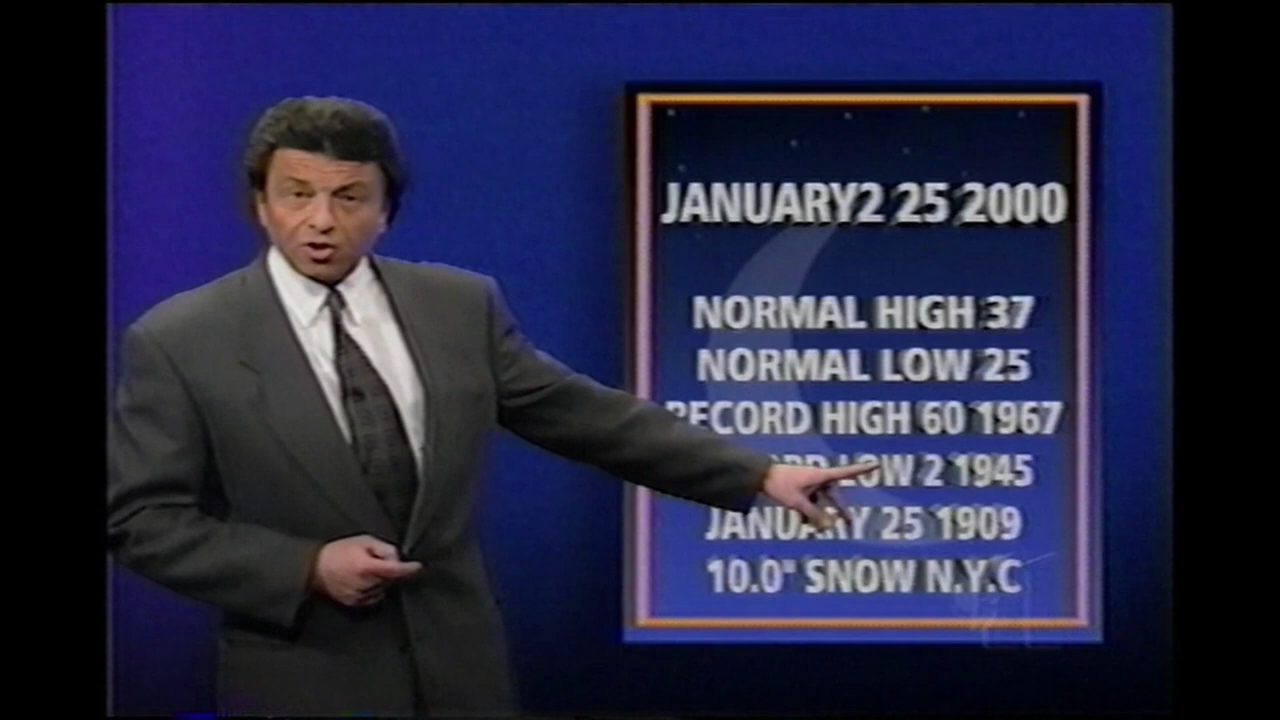 JANUARY2 25 2000
NORMAL HIGH 37
NORMAL LOW 25
RECORD HIGH 60 1967
LOW 2 1945
JANUARY 25 1909
10.0" SNOW N.Y.C